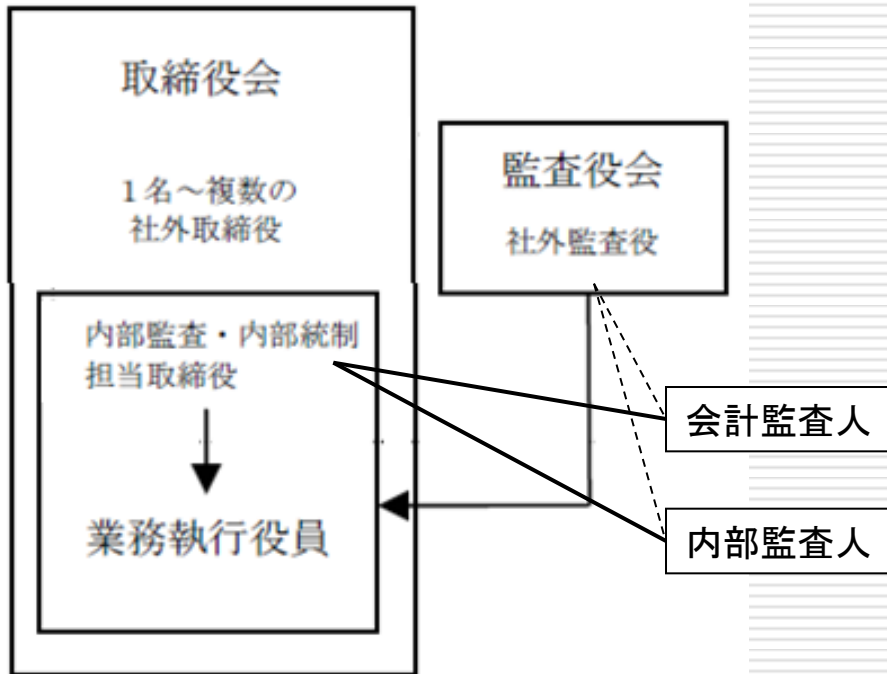 取締役会
1名～複数の
社外取締役
内部監査・内部統制
担当取締役
業務執行役員
監査役会
社外監査役
会計監査人
内部監査人